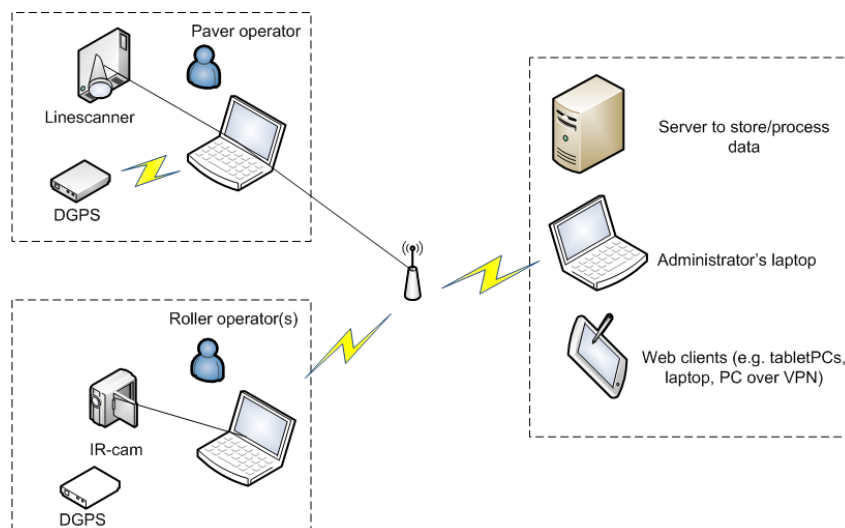 Paver operator
Linescanner
DGPS
Roller operator(s)
IR-cam
DGPS
Server to store/process
data
Administrator's laptop
Web clients (e.g. tabletPCs,
laptop, PC over VPN)